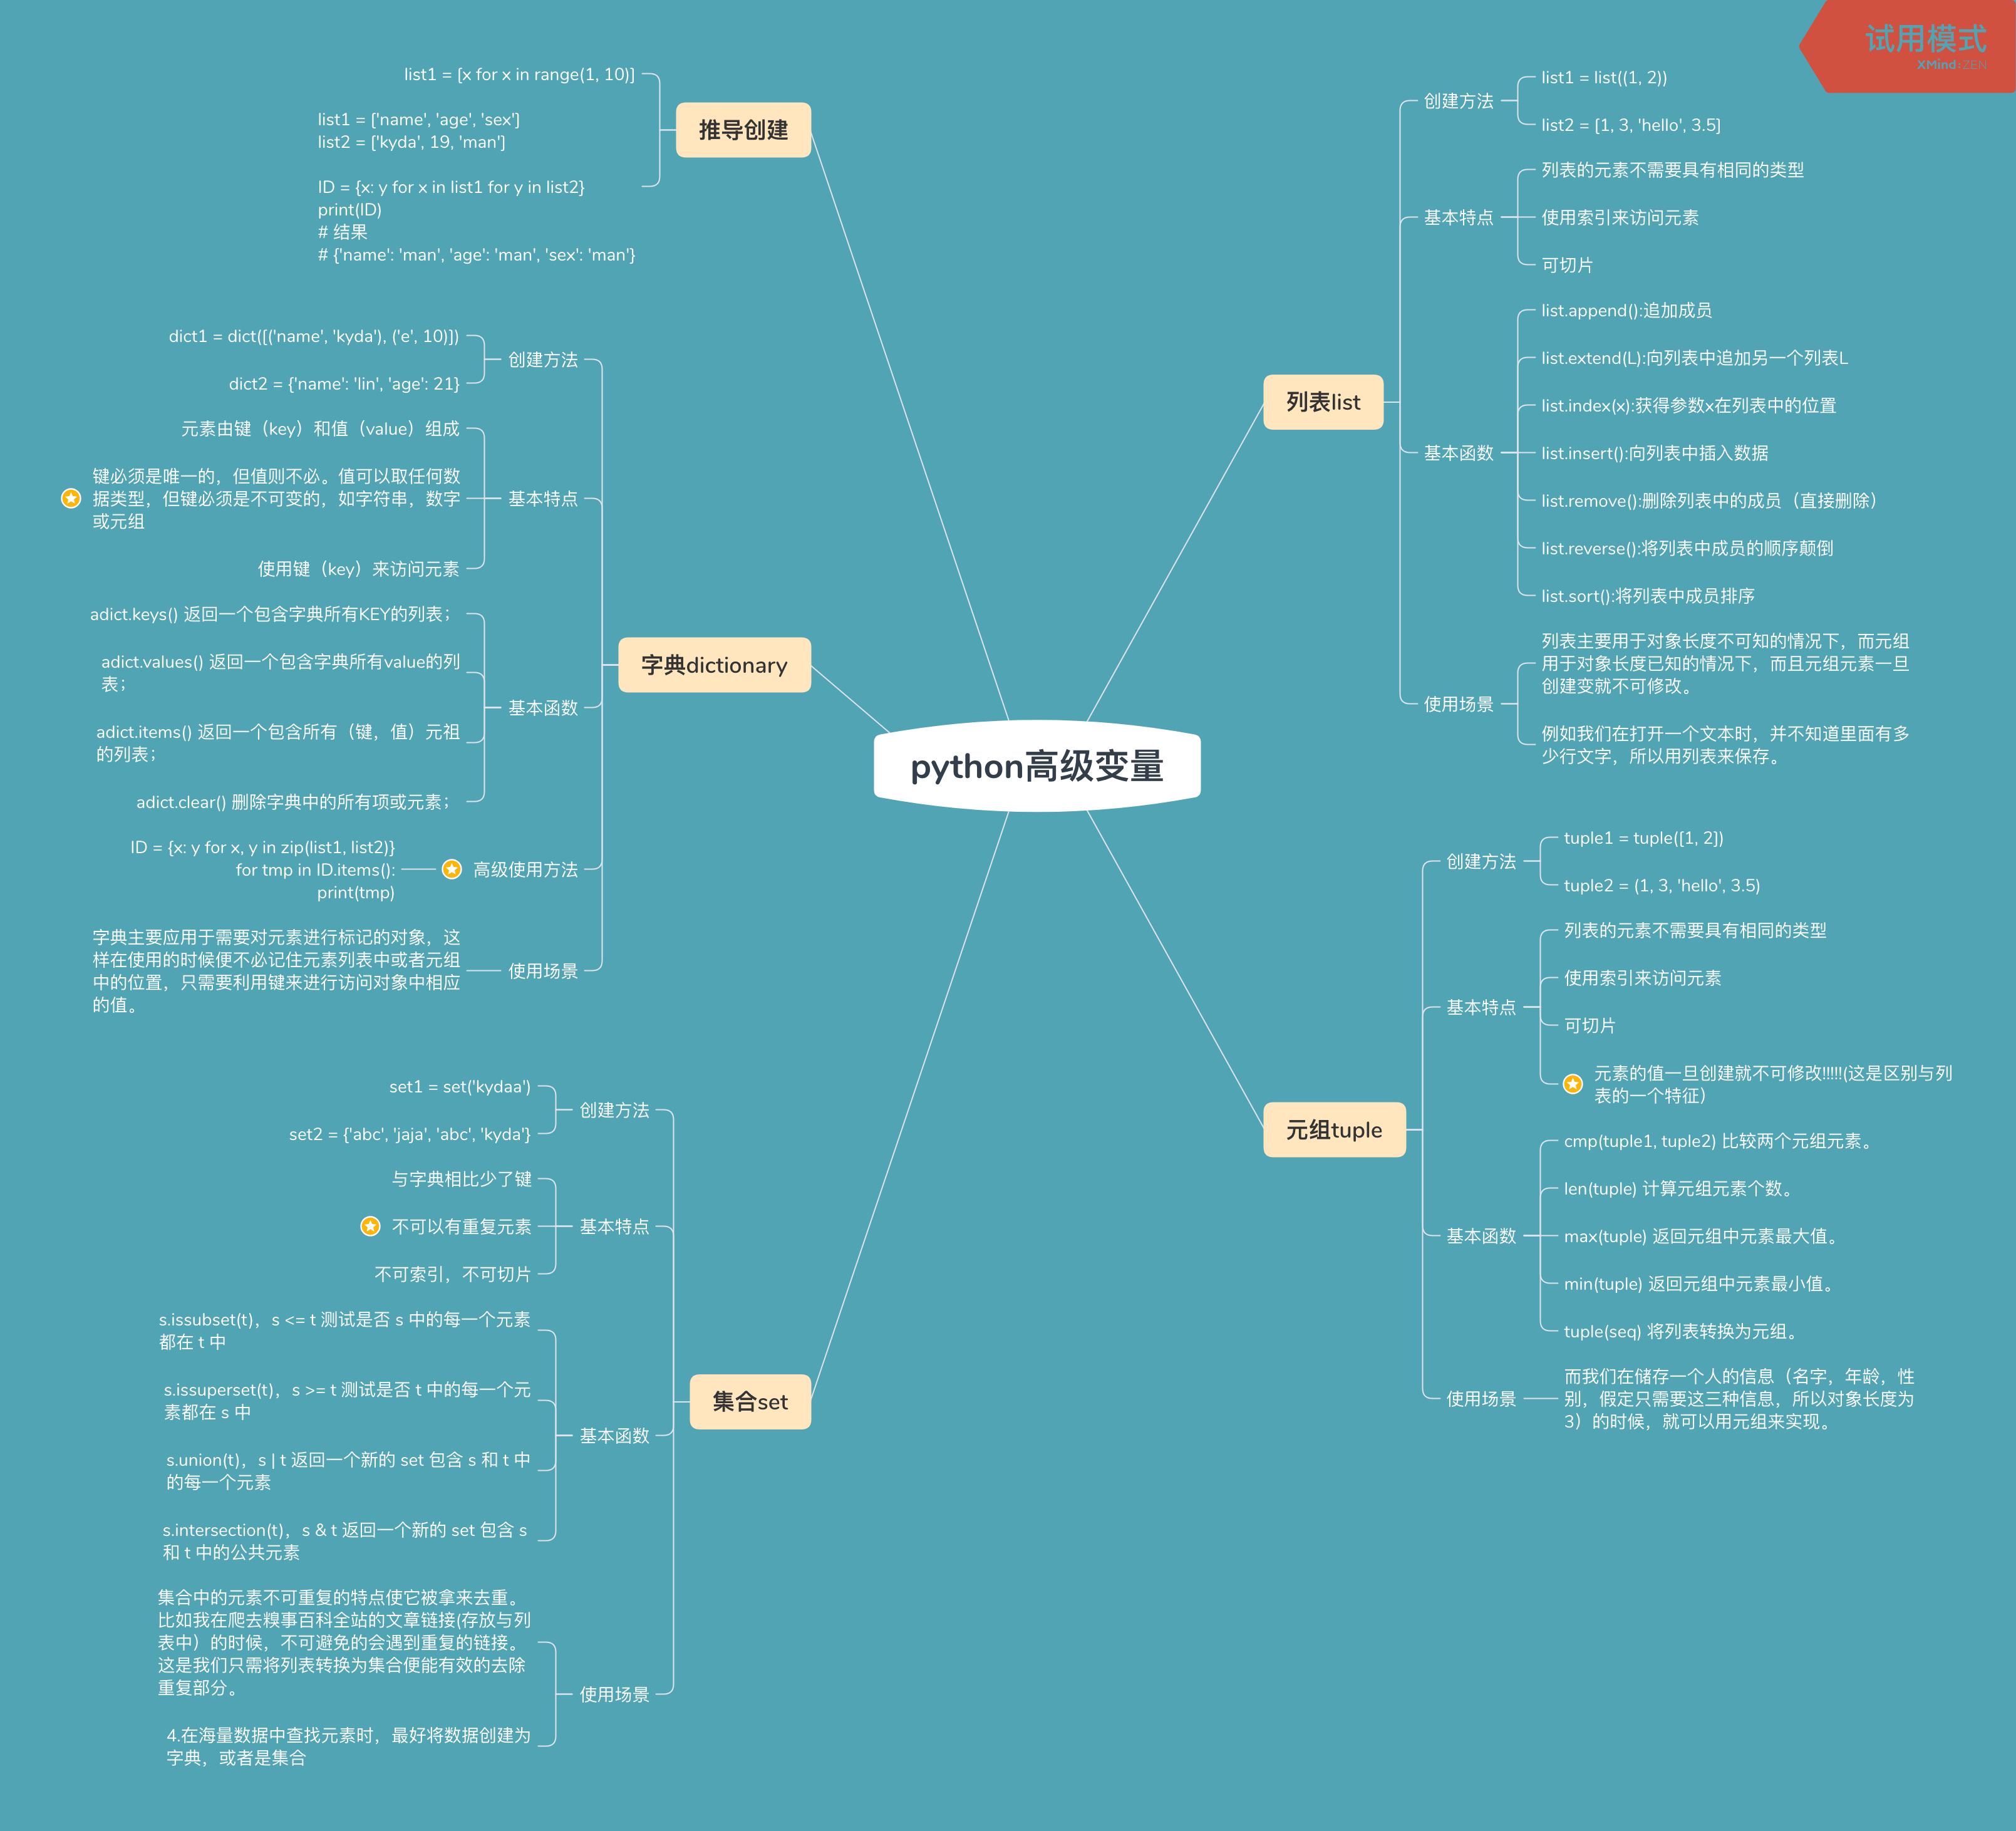 试用模式
XMind:ZEN
python高级变量
列表list
创建方法
list1 = list((1, 2))
list2 = [1, 3, 'hello', 3.5]
基本特点
列表的元素不需要具有相同的类型
使用索引来访问元素
可切片
基本函数
list.append():追加成员
list.extend(L):向列表中追加另一个列表L
list.index(x):获得参数x在列表中的位置
list.insert():向列表中插入数据
list.remove():删除列表中的成员（直接删除）
list.reverse():将列表中成员的顺序颠倒
list.sort():将列表中成员排序
使用场景
列表主要用于对象长度不可知的情况下，而元组
用于对象长度已知的情况下，而且元组元素一旦
创建变就不可修改。
例如我们在打开一个文本时，并不知道里面有多
少行文字，所以用列表来保存。
元组tuple
创建方法
tuple1 = tuple([1, 2])
tuple2 = (1, 3, 'hello', 3.5)
基本特点
列表的元素不需要具有相同的类型
使用索引来访问元素
可切片
元素的值一旦创建就不可修改!!!!!(这是区别与列
表的一个特征)
基本函数
cmp(tuple1, tuple2) 比较两个元组元素。
len(tuple) 计算元组元素个数。
max(tuple) 返回元组中元素最大值。
min(tuple) 返回元组中元素最小值。
tuple(seq) 将列表转换为元组。
使用场景
而我们在储存一个人的信息（名字，年龄，性
别，假定只需要这三种信息，所以对象长度为
3）的时候，就可以用元组来实现。
推导创建
list1 = [x for x in range(1, 10)]
list1 = ['name', 'age', 'sex']
list2 = ['kyda', 19, 'man']
ID = {x: y for x in list1 for y in list2}
print(ID)
# 结果
# {'name': 'man', 'age': 'man', 'sex': 'man'}
字典dictionary
创建方法
dict1 = dict([('name', 'kyda'), ('e', 10)])
dict2 = {'name': 'lin', 'age': 21}
基本特点
元素由键（key）和值（value）组成
键必须是唯一的，但值则不必。值可以取任何数
据类型，但键必须是不可变的，如字符串，数字
或元组
使用键（key）来访问元素
基本函数
adict.keys() 返回一个包含字典所有KEY的列表；
adict.values() 返回一个包含字典所有value的列
表；
adict.items() 返回一个包含所有（键，值）元祖
的列表；
adict.clear() 删除字典中的所有项或元素；
高级使用方法
ID = {x: y for x, y in zip(list1, list2)}
for tmp in ID.items():
print(tmp)
使用场景
字典主要应用于需要对元素进行标记的对象，这
样在使用的时候便不必记住元素列表中或者元组
中的位置，只需要利用键来进行访问对象中相应
的值。
集合set
创建方法
set1 = set('kydaa')
set2 = {'abc', 'jaja', 'abc', 'kyda'}
基本特点
与字典相比少了键
不可以有重复元素
不可索引，不可切片
基本函数
s.issubset(t)，s <= t 测试是否 s 中的每一个元素
都在 t 中
s.issuperset(t)，s >= t 测试是否 t 中的每一个元
素都在 s 中
s.union(t)，s | t 返回一个新的 set 包含 s 和 t 中
的每一个元素
s.intersection(t)，s & t 返回一个新的 set 包含 s
和 t 中的公共元素
使用场景
集合中的元素不可重复的特点使它被拿来去重。
比如我在爬去糗事百科全站的文章链接(存放与列
表中）的时候，不可避免的会遇到重复的链接。
这是我们只需将列表转换为集合便能有效的去除
重复部分。
4.在海量数据中查找元素时，最好将数据创建为
字典，或者是集合